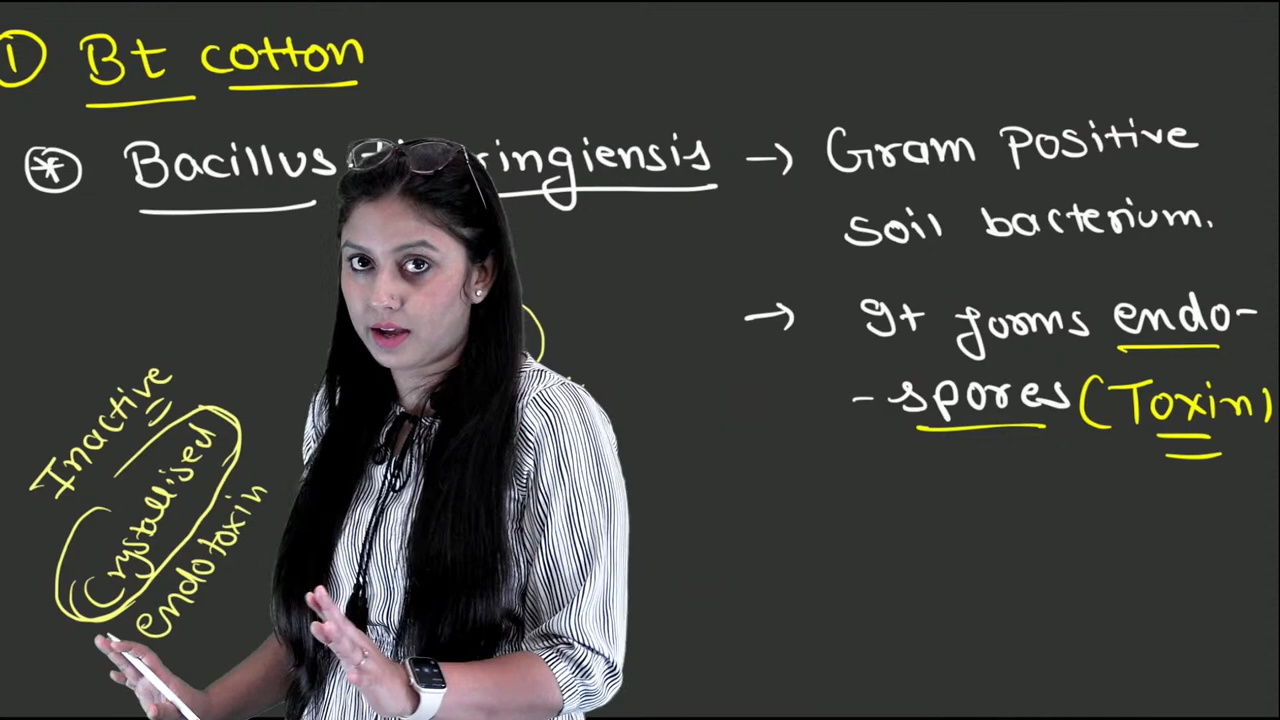 ① Bt cotton
* Bacillus ringiensis → Gram Positive
soil bacterium.
→ It forms endo-
-spores (Toxin)
Inactive
Crystallised
endotoxin